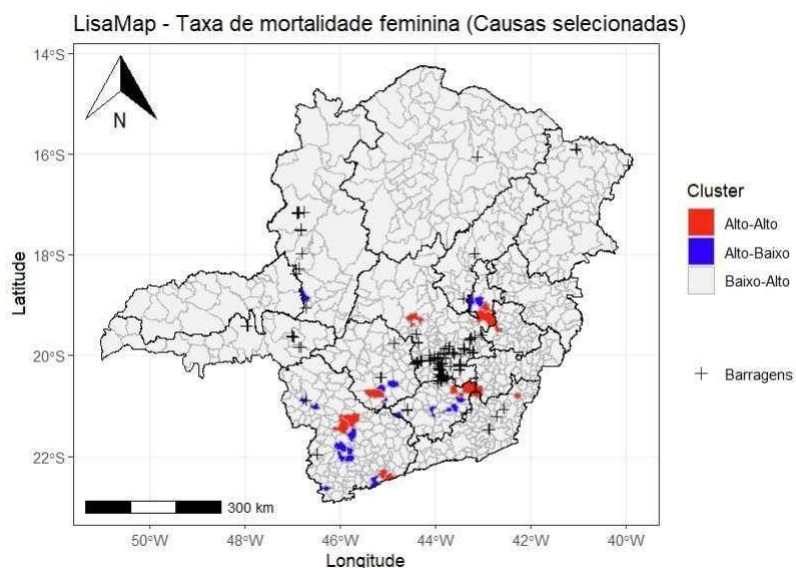 LisaMap - Taxa de mortalidade feminina (Causas selecionadas)
14°S
16°S
18°S
20°S
22°S
Latitude
N
300 km
50°W
48°W
46°W
44°W
42°W
40°W
Longitude
Cluster
Alto-Alto
Alto-Baixo
Baixo-Alto
Barragens